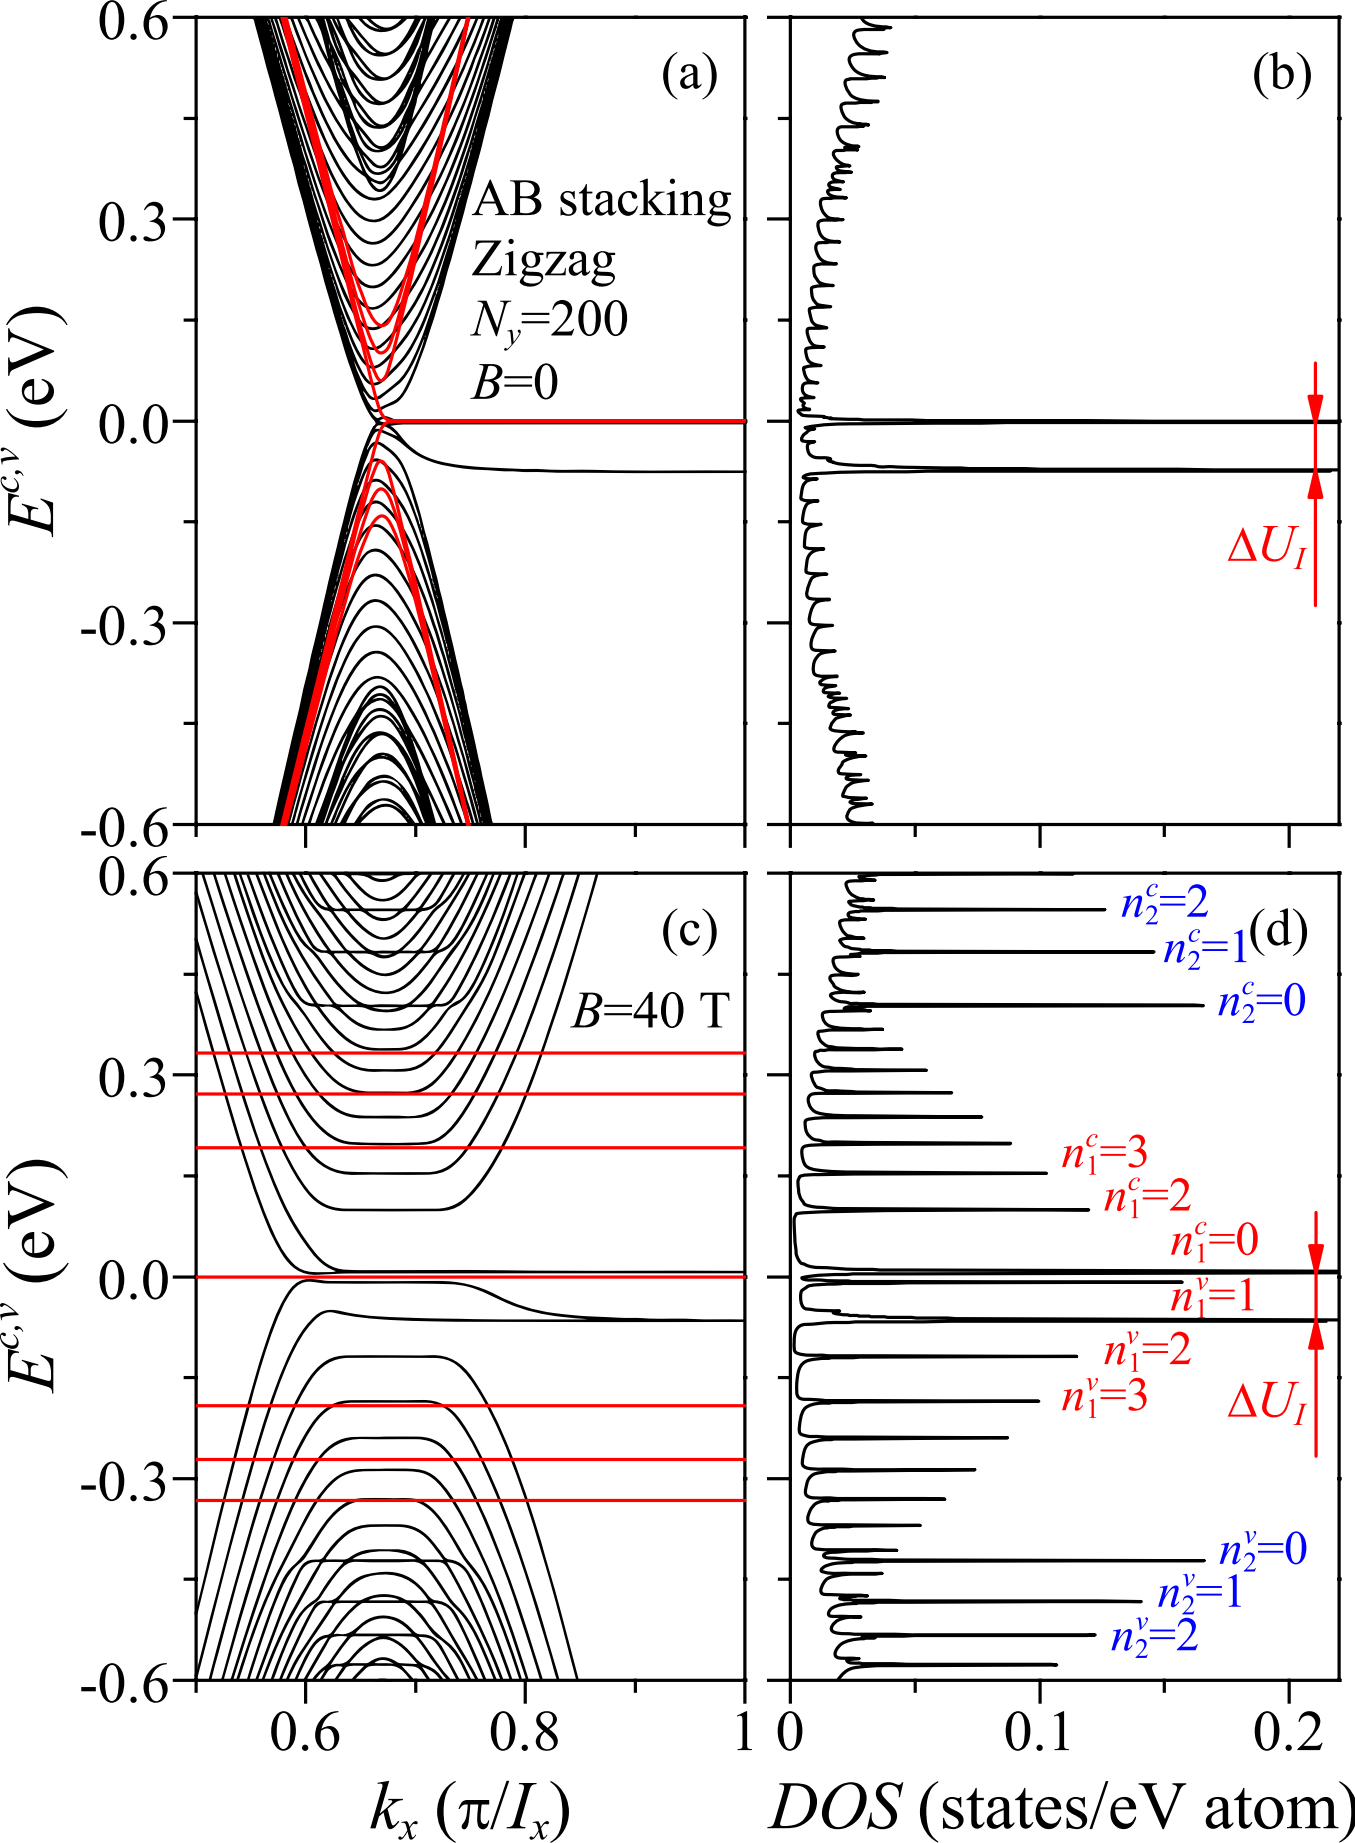 0.6
0.3
0.0
-0.3
-0.6
E^{c,v} (eV)
(a)
AB stacking
Zigzag
N_y=200
B=0
(b)
ΔU_I
0.6
0.3
0.0
-0.3
-0.6
E^{c,v} (eV)
(c)
B=40 T
0.6
0.8
1
k_x (π/I_x)
n_2^c=2
n_2^c=1
(d)
n_2^c=0
n_1^c=3
n_1^c=2
n_1^c=0
n_1^v=1
n_1^v=2
n_1^v=3
ΔU_I
n_2^v=0
n_2^v=1
n_2^v=2
0
0.1
0.2
DOS (states/eV atom)